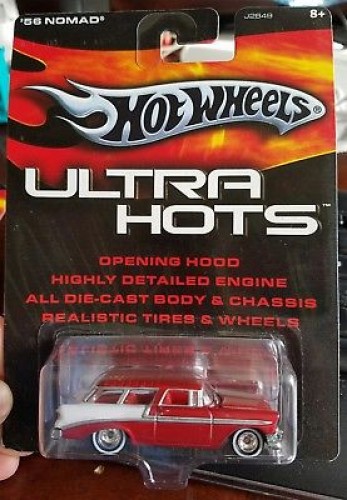 '56 NOMAD® J2849 8+
HOT WHEELS®
ULTRA
HOTS™
OPENING HOOD
HIGHLY DETAILED ENGINE
ALL DIE-CAST BODY & CHASSIS
REALISTIC TIRES & WHEELS